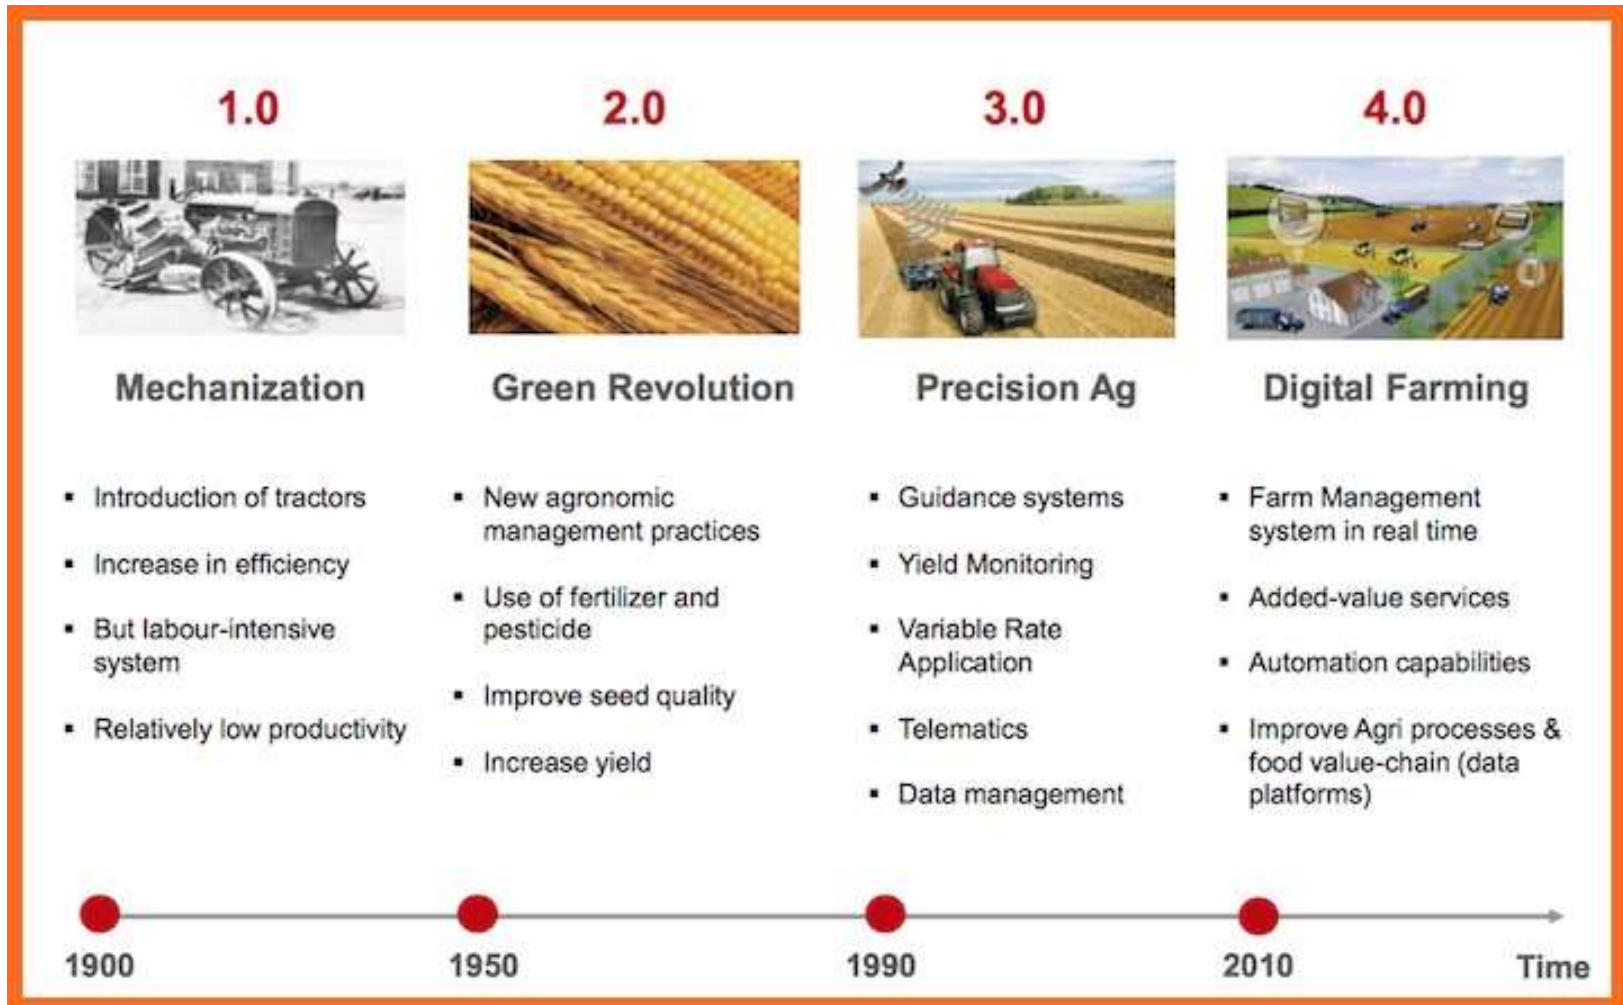 1.0
2.0
3.0
4.0
Mechanization
Green Revolution
Precision Ag
Digital Farming
▪ Introduction of tractors
▪ Increase in efficiency
▪ But labour-intensive
system
▪ Relatively low productivity
▪ New agronomic
management practices
▪ Use of fertilizer and
pesticide
▪ Improve seed quality
▪ Increase yield
▪ Guidance systems
▪ Yield Monitoring
▪ Variable Rate
Application
▪ Telematics
▪ Data management
▪ Farm Management
system in real time
▪ Added-value services
▪ Automation capabilities
▪ Improve Agri processes &
food value-chain (data
platforms)
1900
1950
1990
2010
Time